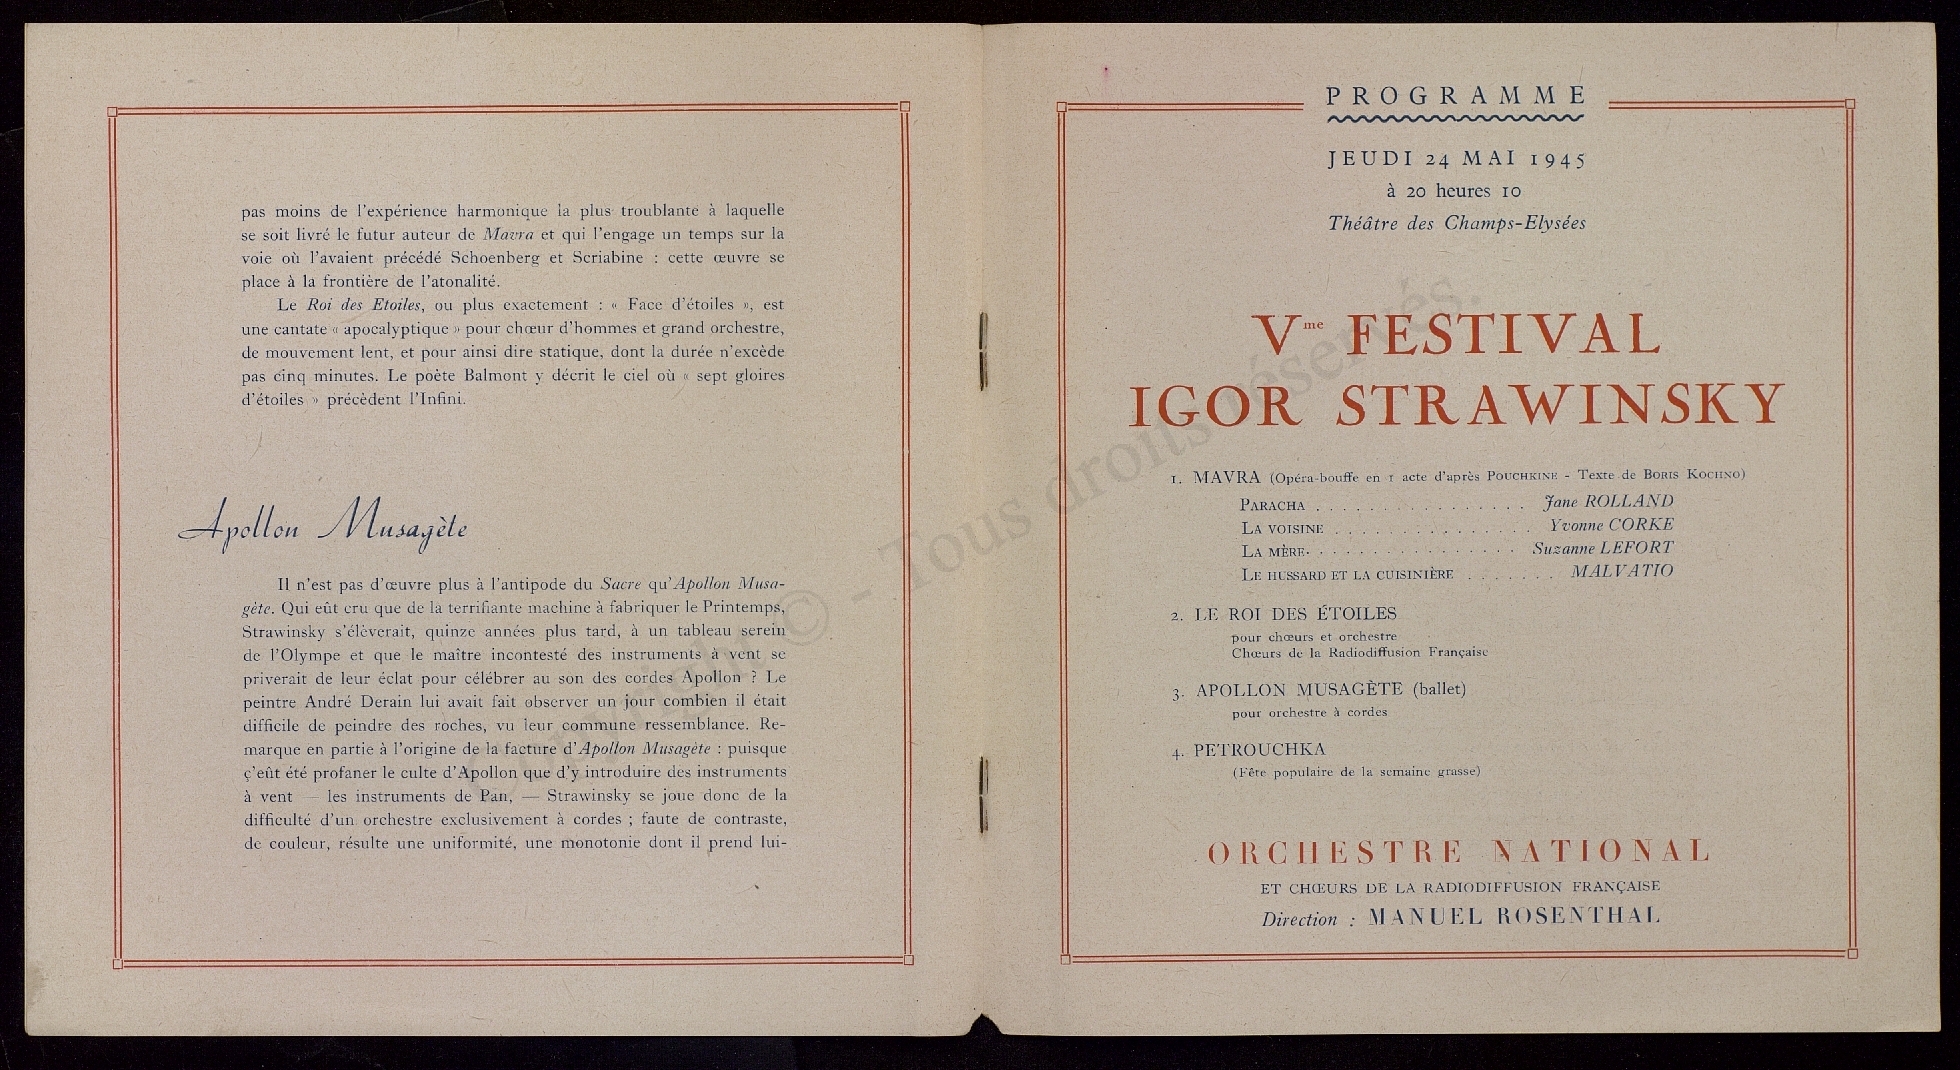 pas moins de l'expérience harmonique la plus troublante à laquelle
se soit livré le futur auteur de Mavra et qui l'engage un temps sur la
voie où l'avaient précédé Schoenberg et Scriabine : cette œuvre se
place à la frontière de l'atonalité.
Le Roi des Etoiles, ou plus exactement : « Face d'étoiles », est
une cantate « apocalyptique » pour chœur d'hommes et grand orchestre,
de mouvement lent, et pour ainsi dire statique, dont la durée n'excède
pas cinq minutes. Le poète Balmont y décrit le ciel où « sept gloires
d'étoiles » précèdent l'Infini.
Apollon Musagète
Il n'est pas d'œuvre plus à l'antipode du Sacre qu'Apollon Musa-
gète. Qui eût cru que de la terrifiante machine à fabriquer le Printemps,
Strawinsky s'élèverait, quinze années plus tard, à un tableau serein
de l'Olympe et que le maître incontesté des instruments à vent se
priverait de leur éclat pour célébrer au son des cordes Apollon ? Le
peintre André Derain lui avait fait observer un jour combien il était
difficile de peindre des roches, vu leur commune ressemblance. Re-
marque en partie à l'origine de la facture d'Apollon Musagète : puisque
ç'eût été profaner le culte d'Apollon que d'y introduire des instruments
à vent — les instruments de Pan, — Strawinsky se joue donc de la
difficulté d'un orchestre exclusivement à cordes ; faute de contraste,
de couleur, résulte une uniformité, une monotonie dont il prend lui-
PROGRAMME
JEUDI 24 MAI 1945
à 20 heures 10
Théâtre des Champs-Elysées
Vme FESTIVAL
IGOR STRAWINSKY
1. MAVRA (Opéra-bouffe en 1 acte d'après POUCHKINE - Texte de BORIS KOCHNO)
PARACHA . . . . . . . . . . . . . . . . Jane ROLLAND
LA VOISINE . . . . . . . . . . . . . . . Yvonne CORKE
LA MÈRE . . . . . . . . . . . . . . . . Suzanne LEFORT
LE HUSSARD ET LA CUISINIÈRE . . . . . . . MALVATIO
2. LE ROI DES ÉTOILES
pour chœurs et orchestre
Chœurs de la Radiodiffusion Française
3. APOLLON MUSAGÈTE (ballet)
pour orchestre à cordes
4. PETROUCHKA
(Fête populaire de la semaine grasse)
ORCHESTRE NATIONAL
ET CHŒURS DE LA RADIODIFFUSION FRANÇAISE
Direction : MANUEL ROSENTHAL
Copyright © - Tous droits réservés.